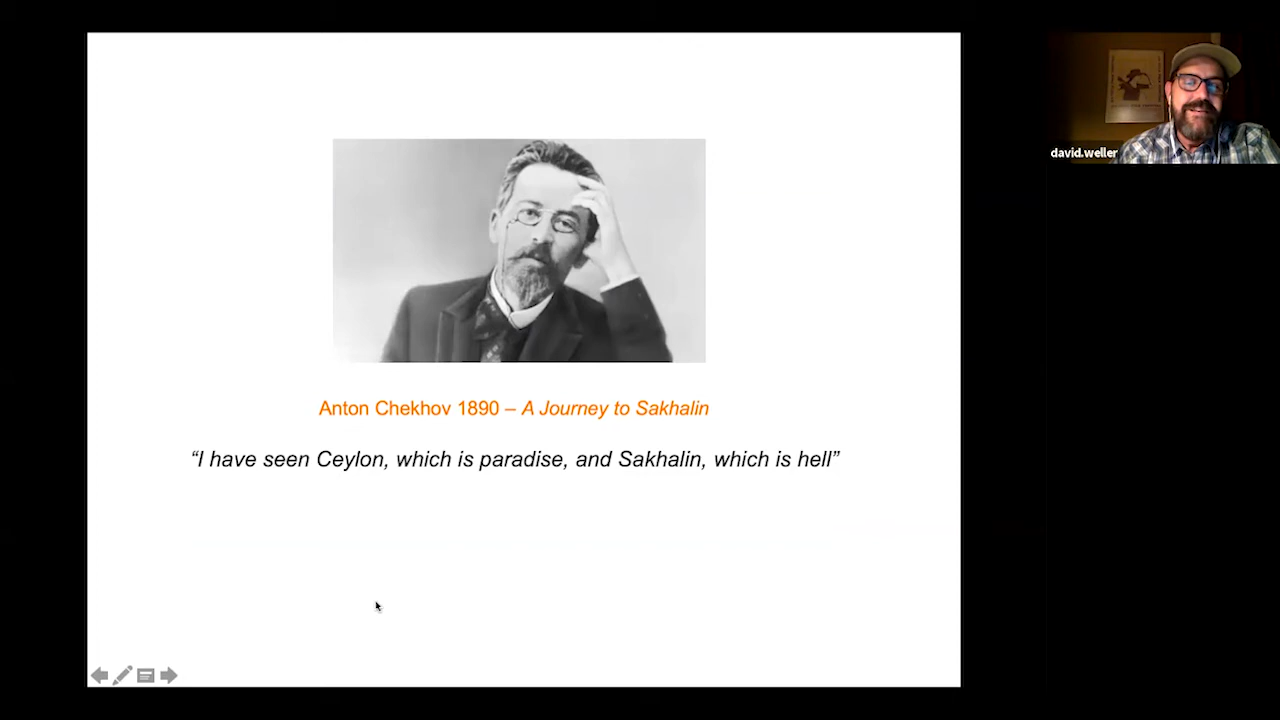 david.weller
Anton Chekhov 1890 – A Journey to Sakhalin
“I have seen Ceylon, which is paradise, and Sakhalin, which is hell”